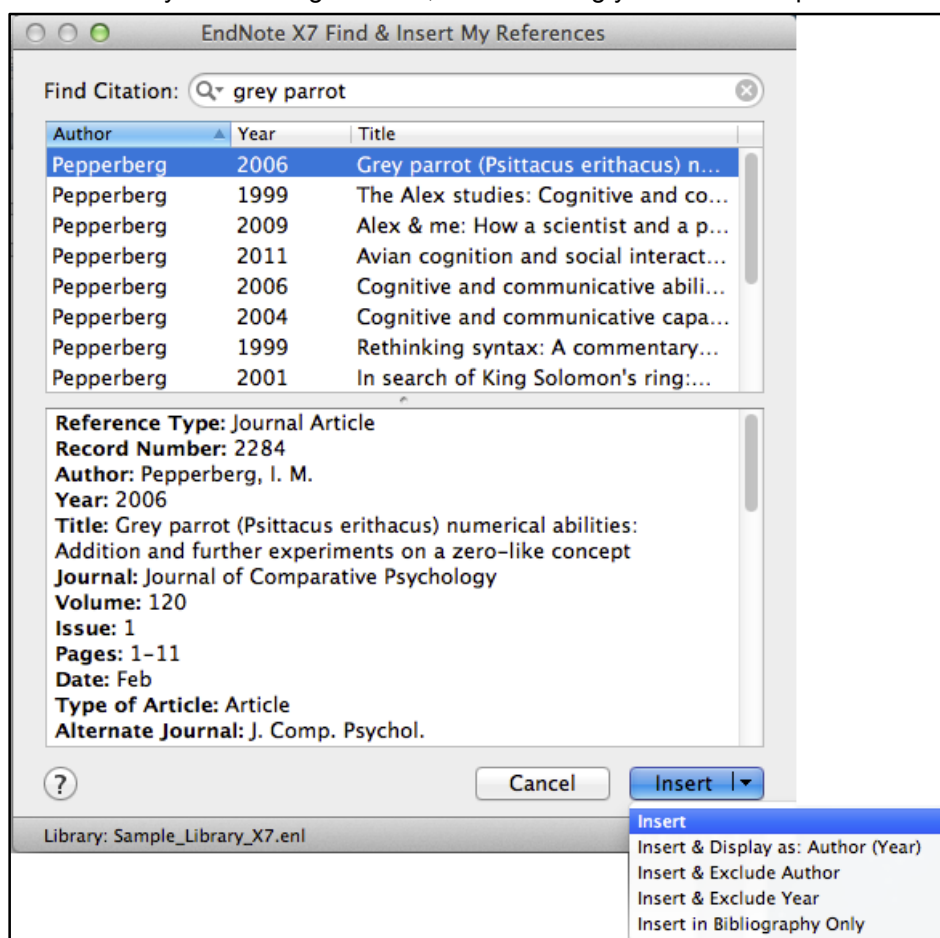 EndNote X7 Find & Insert My References
Find Citation: grey parrot
Author Year Title
Pepperberg 2006 Grey parrot (Psittacus erithacus) n...
Pepperberg 1999 The Alex studies: Cognitive and co...
Pepperberg 2009 Alex & me: How a scientist and a p...
Pepperberg 2011 Avian cognition and social interact...
Pepperberg 2006 Cognitive and communicative abili...
Pepperberg 2004 Cognitive and communicative capa...
Pepperberg 1999 Rethinking syntax: A commentary...
Pepperberg 2001 In search of King Solomon's ring:...
Reference Type: Journal Article
Record Number: 2284
Author: Pepperberg, I. M.
Year: 2006
Title: Grey parrot (Psittacus erithacus) numerical abilities:
Addition and further experiments on a zero-like concept
Journal: Journal of Comparative Psychology
Volume: 120
Issue: 1
Pages: 1-11
Date: Feb
Type of Article: Article
Alternate Journal: J. Comp. Psychol.
? Cancel Insert
Library: Sample_Library_X7.enl
Insert
Insert & Display as: Author (Year)
Insert & Exclude Author
Insert & Exclude Year
Insert in Bibliography Only